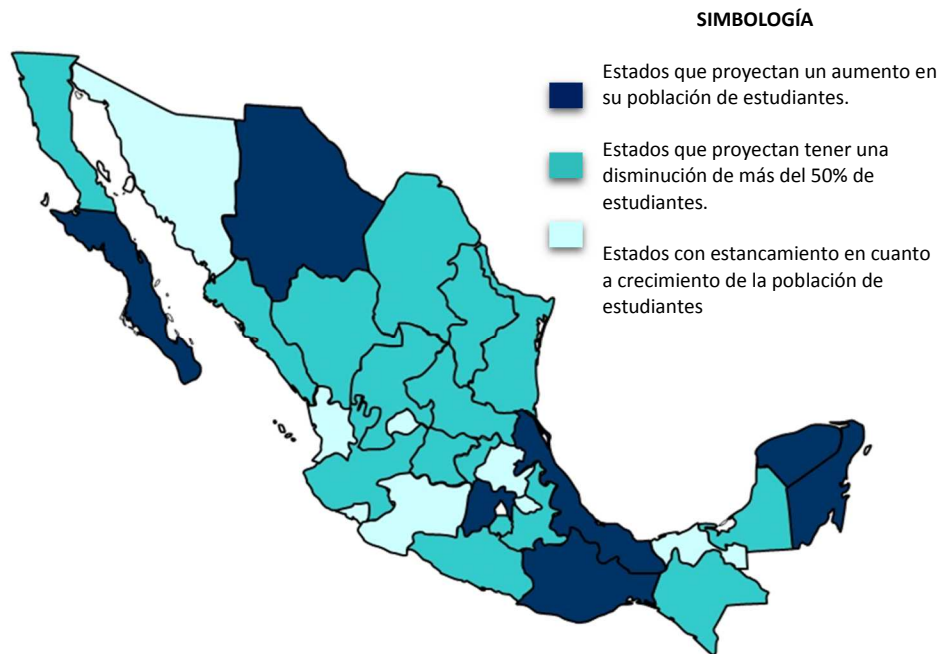 SIMBOLOGÍA
Estados que proyectan un aumento en
su población de estudiantes.
Estados que proyectan tener una
disminución de más del 50% de
estudiantes.
Estados con estancamiento en cuanto
a crecimiento de la población de
estudiantes